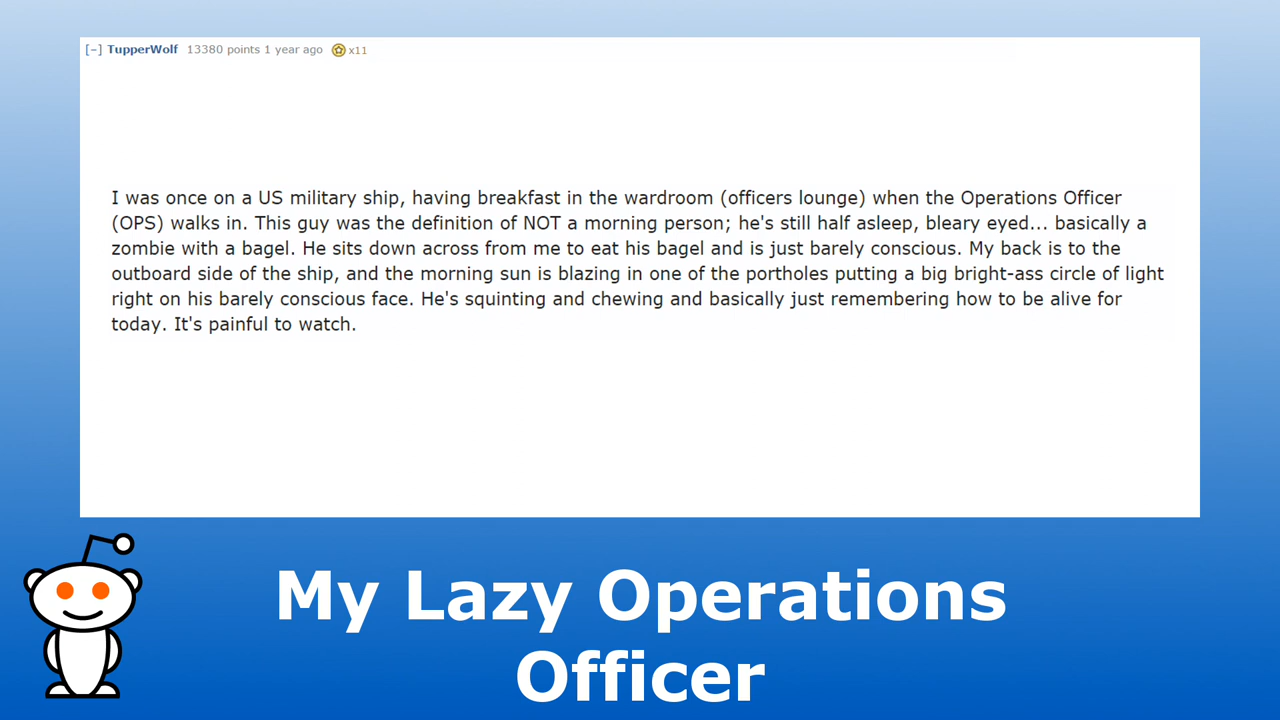 [–] TupperWolf 13380 points 1 year ago x11
I was once on a US military ship, having breakfast in the wardroom (officers lounge) when the Operations Officer
(OPS) walks in. This guy was the definition of NOT a morning person; he's still half asleep, bleary eyed... basically a
zombie with a bagel. He sits down across from me to eat his bagel and is just barely conscious. My back is to the
outboard side of the ship, and the morning sun is blazing in one of the portholes putting a big bright-ass circle of light
right on his barely conscious face. He's squinting and chewing and basically just remembering how to be alive for
today. It's painful to watch.
My Lazy Operations
Officer